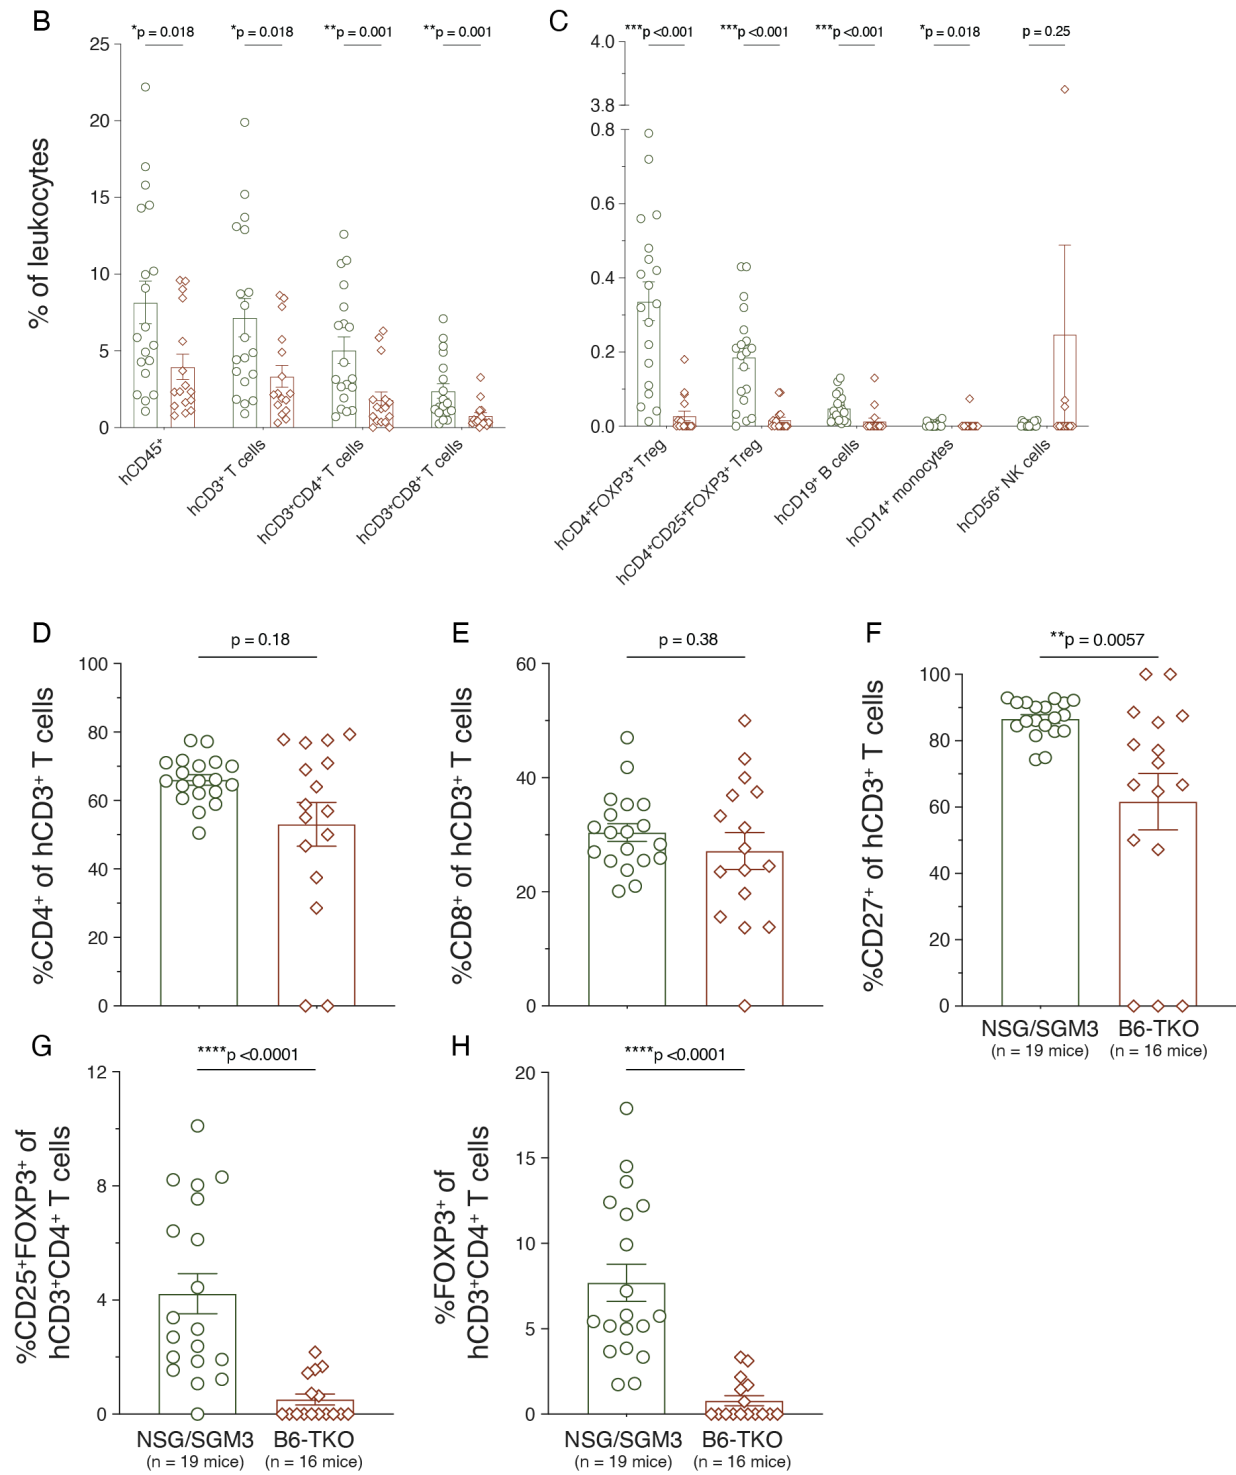 B
*p = 0.018
*p = 0.018
**p = 0.001
**p = 0.001
% of leukocytes
25
20
15
10
5
0
hCD45⁺
hCD3⁺ T cells
hCD3⁺CD4⁺ T cells
hCD3⁺CD8⁺ T cells
C
***p <0.001
***p <0.001
***p <0.001
*p = 0.018
p = 0.25
4.0
3.8
0.8
0.6
0.4
0.2
0.0
hCD4⁺FOXP3⁺ Treg
hCD4⁺CD25⁺FOXP3⁺ Treg
hCD19⁺ B cells
hCD14⁺ monocytes
hCD56⁺ NK cells
D
p = 0.18
%CD4⁺ of hCD3⁺ T cells
100
80
60
40
20
0
E
p = 0.38
%CD8⁺ of hCD3⁺ T cells
60
40
20
0
F
**p = 0.0057
%CD27⁺ of hCD3⁺ T cells
100
80
60
40
20
0
NSG/SGM3 B6-TKO
(n = 19 mice) (n = 16 mice)
G
****p <0.0001
%CD25⁺FOXP3⁺ of
hCD3⁺CD4⁺ T cells
12
8
4
0
NSG/SGM3 B6-TKO
(n = 19 mice) (n = 16 mice)
H
****p <0.0001
%FOXP3⁺ of
hCD3⁺CD4⁺ T cells
20
15
10
5
0
NSG/SGM3 B6-TKO
(n = 19 mice) (n = 16 mice)